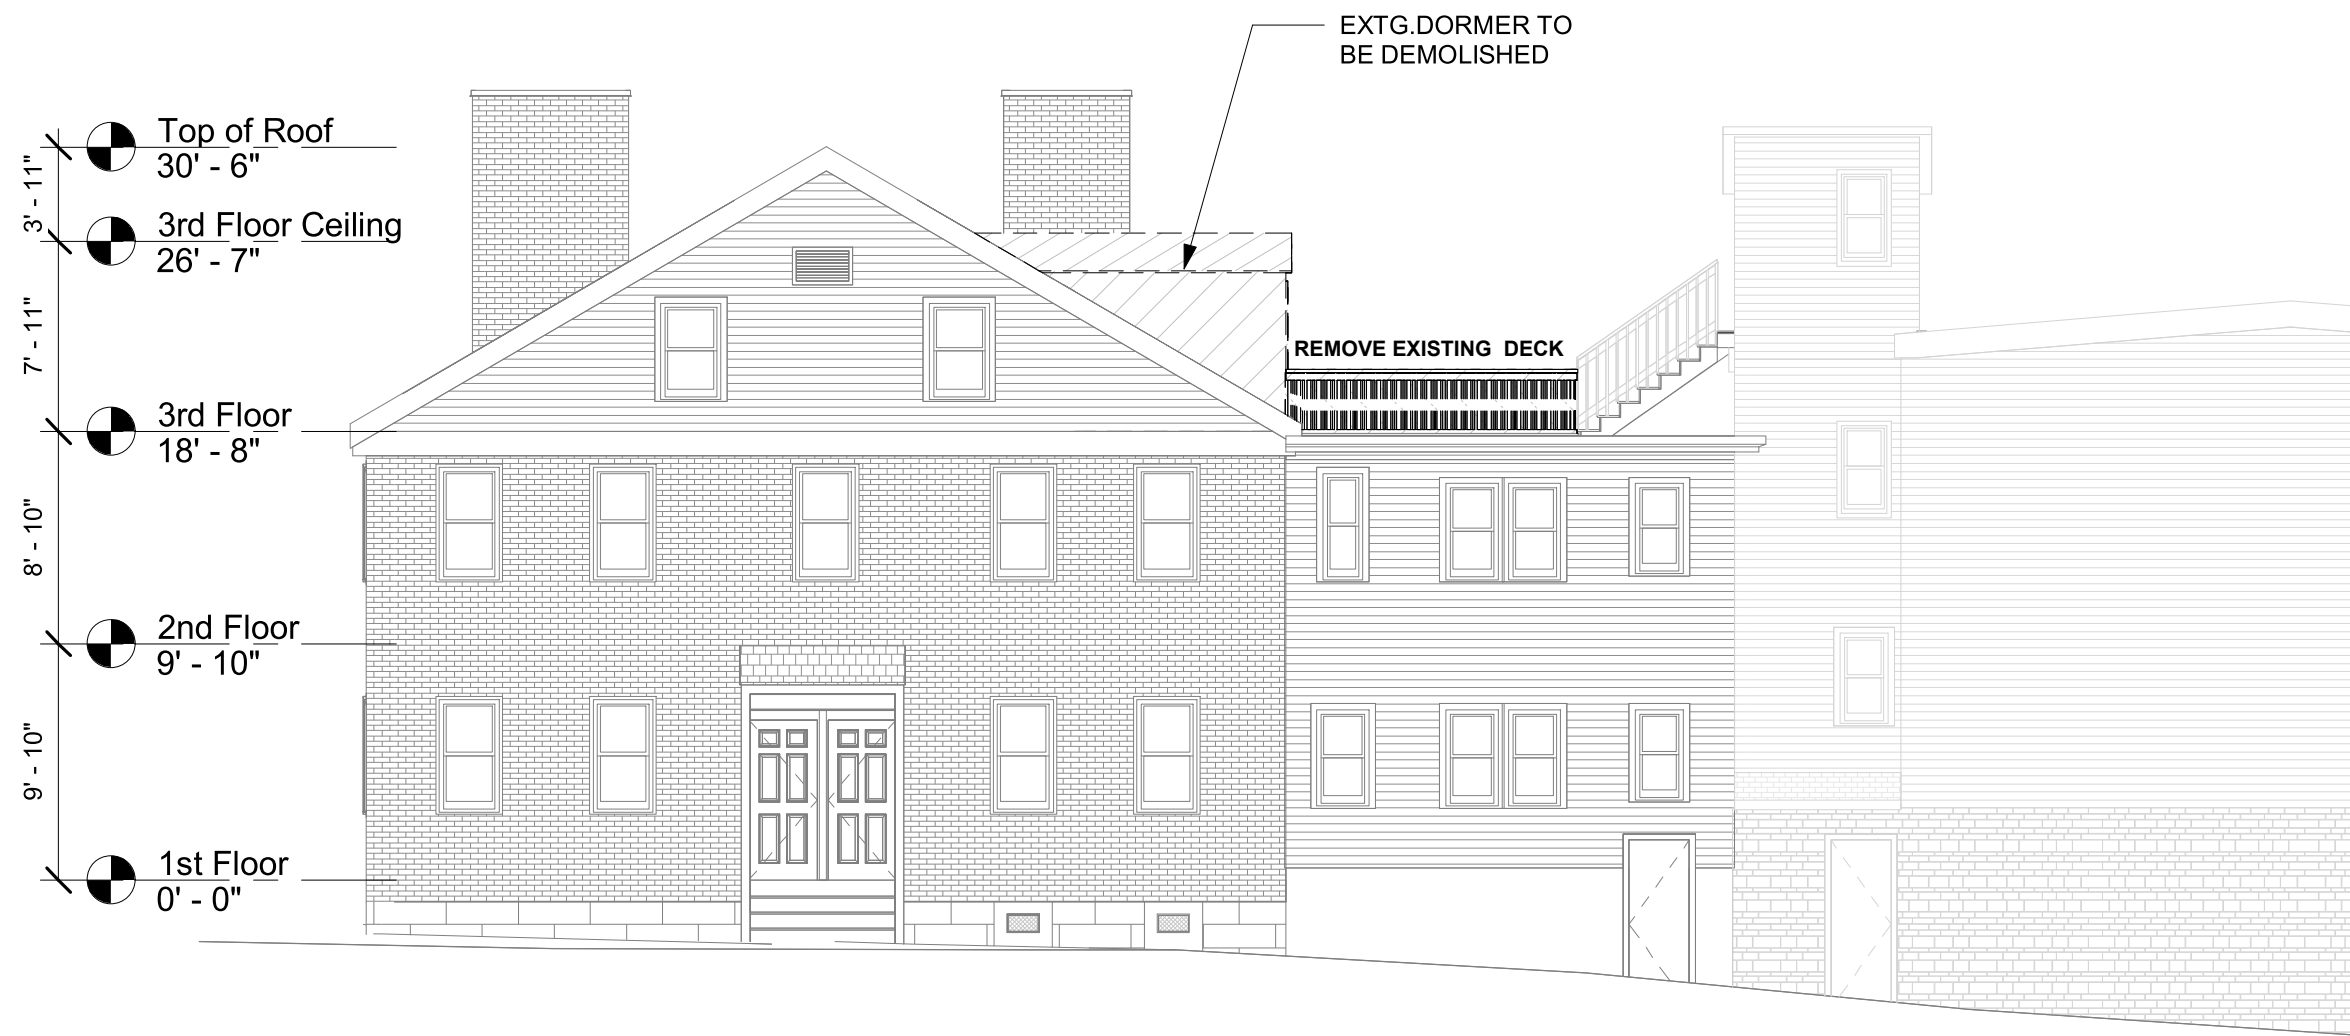 EXTG.DORMER TO
BE DEMOLISHED
Top of Roof
30' - 6"
3' - 11"
3rd Floor Ceiling
26' - 7"
7' - 11"
REMOVE EXISTING DECK
3rd Floor
18' - 8"
8' - 10"
2nd Floor
9' - 10"
9' - 10"
1st Floor
0' - 0"